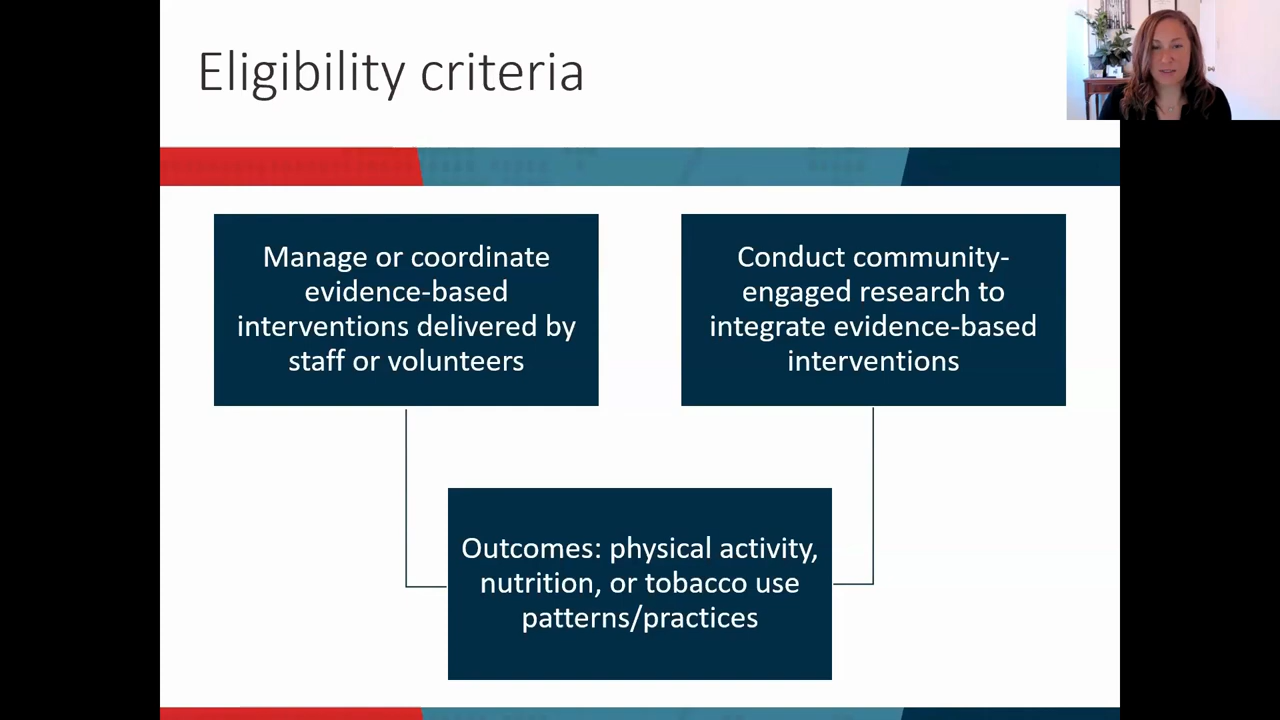 Eligibility criteria
Manage or coordinate
evidence-based
interventions delivered by
staff or volunteers
Conduct community-
engaged research to
integrate evidence-based
interventions
Outcomes: physical activity,
nutrition, or tobacco use
patterns/practices